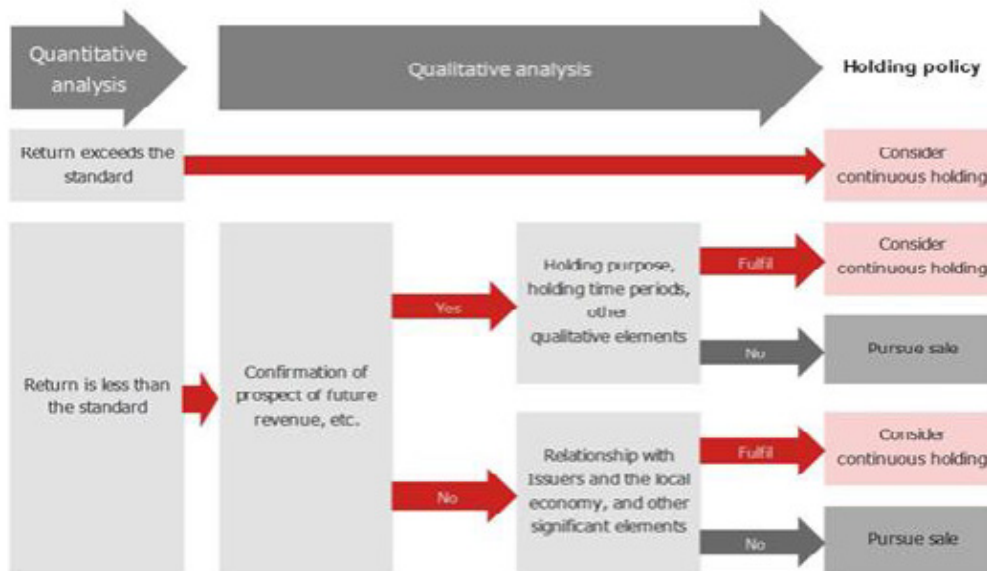 Quantitative
analysis
Qualitative analysis
Holding policy
Return exceeds the
standard
Consider
continuous holding
Return is less than
the standard
Confirmation of
prospect of future
revenue, etc.
Yes
Holding purpose,
holding time periods,
other
qualitative elements
Fulfil
Consider
continuous holding
No
Pursue sale
No
Relationship with
Issuers and the local
economy, and other
significant elements
Fulfil
Consider
continuous holding
No
Pursue sale